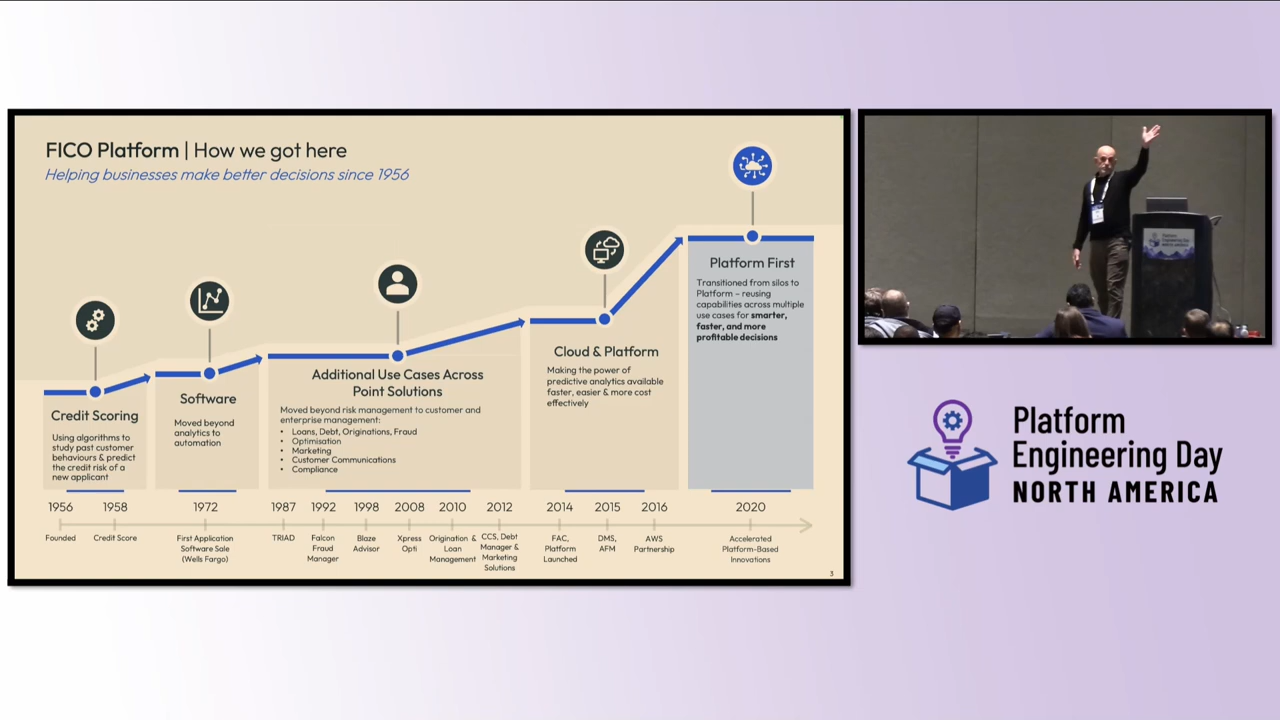 FICO Platform | How we got here
Helping businesses make better decisions since 1956
Credit Scoring
Using algorithms to
study past customer
behaviours & predict
the credit risk of a
new applicant
Software
Moved beyond
analytics to
automation
Additional Use Cases Across
Point Solutions
Moved beyond risk management to customer and
enterprise management:
• Loans, Debt, Originations, Fraud
• Optimisation
• Marketing
• Customer Communications
• Compliance
Cloud & Platform
Making the power of
predictive analytics available
faster, easier & more cost
effectively
Platform First
Transitioned from silos to
Platform – reusing
capabilities across multiple
use cases for smarter,
faster, and more
profitable decisions
1956 1958 1972 1987 1992 1998 2008 2010 2012 2014 2015 2016 2020
Founded
Credit Score
First Application
Software Sale
(Wells Fargo)
TRIAD
Falcon
Fraud
Manager
Blaze
Advisor
Xpress
Opti
Origination &
Loan
Management
CCS, Debt
Manager &
Marketing
Solutions
FAC,
Platform
Launched
DMS,
AFM
AWS
Partnership
Accelerated
Platform-Based
Innovations
3
Platform
Engineering Day
NORTH AMERICA